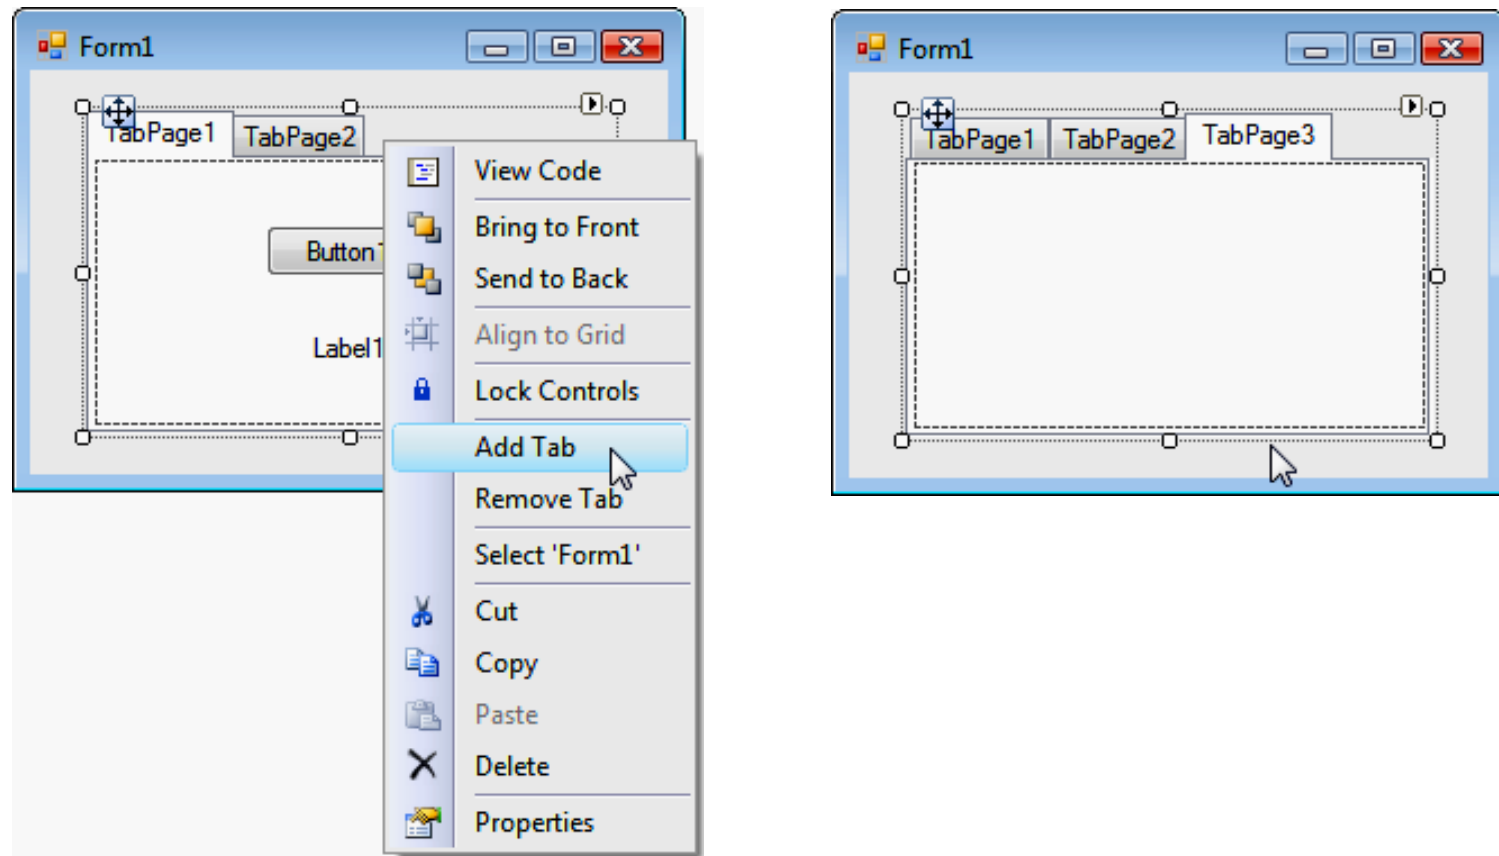 Form1
TabPage1 TabPage2
Button1
Label1
View Code
Bring to Front
Send to Back
Align to Grid
Lock Controls
Add Tab
Remove Tab
Select 'Form1'
Cut
Copy
Paste
Delete
Properties
Form1
TabPage1 TabPage2 TabPage3